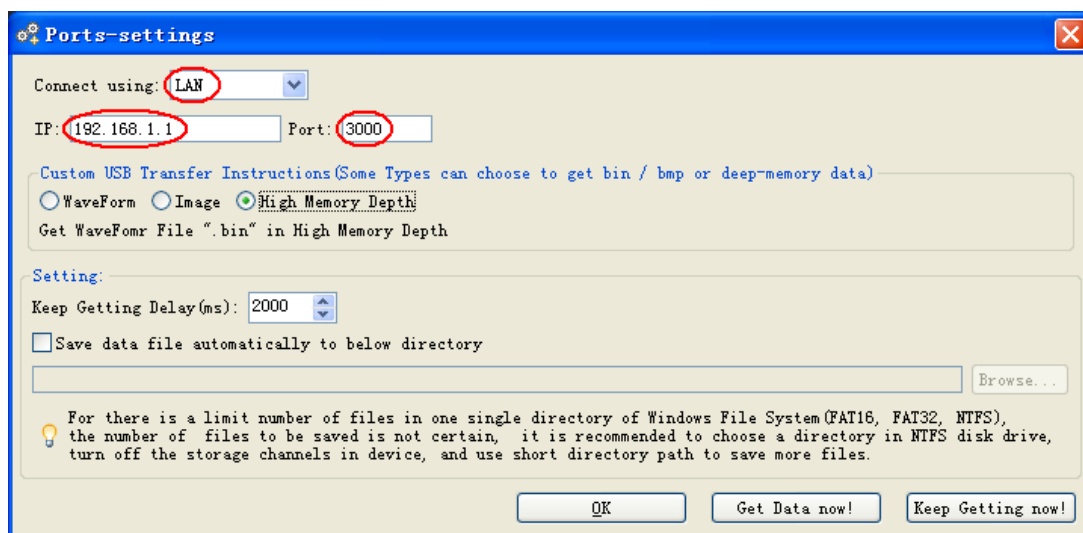 Ports-settings
Connect using: LAN
IP: 192.168.1.1 Port: 3000
Custom USB Transfer Instructions(Some Types can choose to get bin / bmp or deep-memory data)
WaveForm Image High Memory Depth
Get WaveFomr File ".bin" in High Memory Depth
Setting:
Keep Getting Delay(ms): 2000
Save data file automatically to below directory
Browse...
For there is a limit number of files in one single directory of Windows File System(FAT16, FAT32, NTFS),
the number of files to be saved is not certain, it is recommended to choose a directory in NTFS disk drive,
turn off the storage channels in device, and use short directory path to save more files.
OK Get Data now! Keep Getting now!